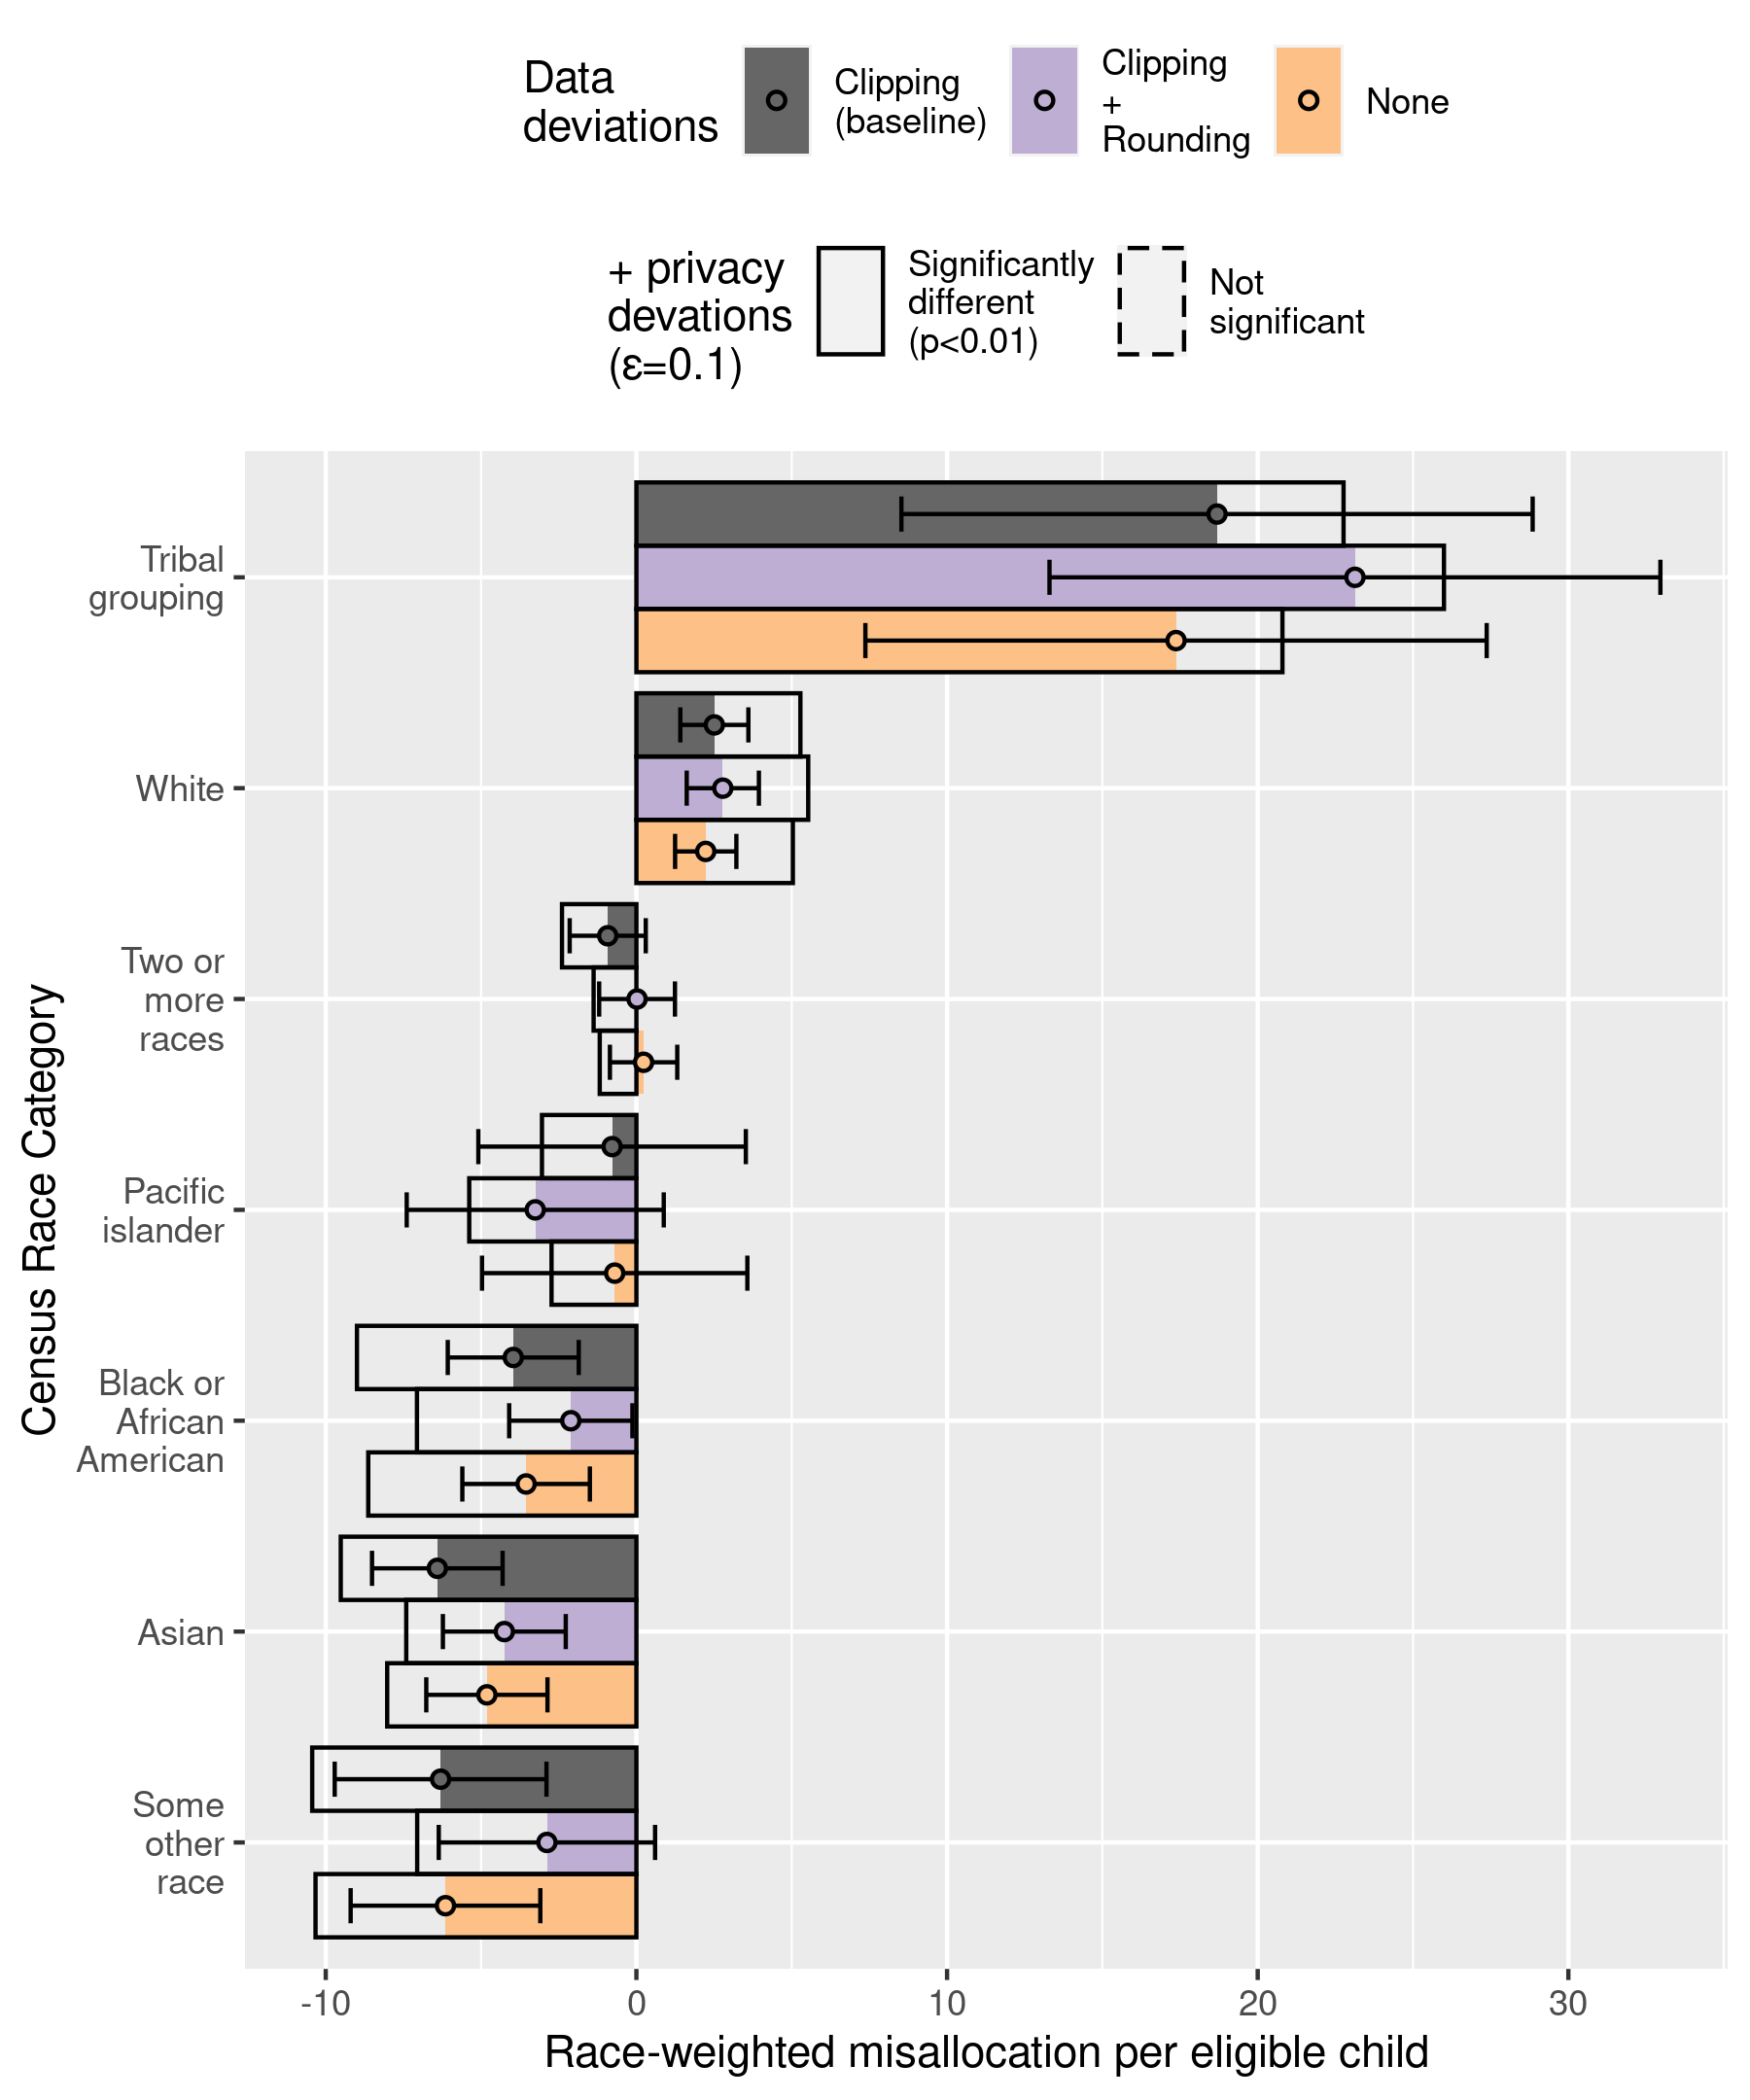 Data
deviations
Clipping
(baseline)
Clipping
+
Rounding
None
+ privacy
devations
(ε=0.1)
Significantly
different
(p<0.01)
Not
significant
Census Race Category
Tribal
grouping
White
Two or
more
races
Pacific
islander
Black or
African
American
Asian
Some
other
race
-10
0
10
20
30
Race-weighted misallocation per eligible child